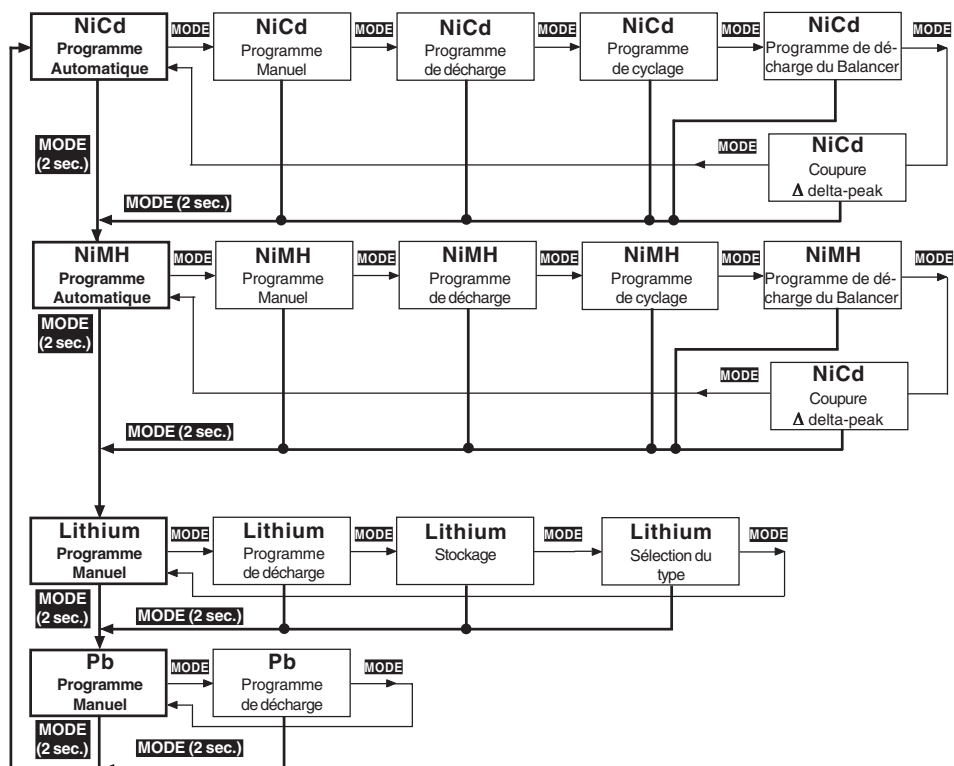 NiCd
Programme
Automatique
MODE
NiCd
Programme
Manuel
MODE
NiCd
Programme
de décharge
MODE
NiCd
Programme
de cyclage
MODE
NiCd
Programme de dé-
charge du Balancer
MODE
MODE
(2 sec.)
MODE
NiCd
Coupure
Δ delta-peak
MODE (2 sec.)
NiMH
Programme
Automatique
MODE
NiMH
Programme
Manuel
MODE
NiMH
Programme
de décharge
MODE
NiMH
Programme
de cyclage
MODE
NiMH
Programme de dé-
charge du Balancer
MODE
MODE
(2 sec.)
MODE
NiCd
Coupure
Δ delta-peak
MODE (2 sec.)
Lithium
Programme
Manuel
MODE
Lithium
Programme
de décharge
MODE
Lithium
Stockage
MODE
Lithium
Sélection du
type
MODE
MODE
(2 sec.)
MODE (2 sec.)
Pb
Programme
Manuel
MODE
Pb
Programme
de décharge
MODE
MODE
(2 sec.)
MODE (2 sec.)